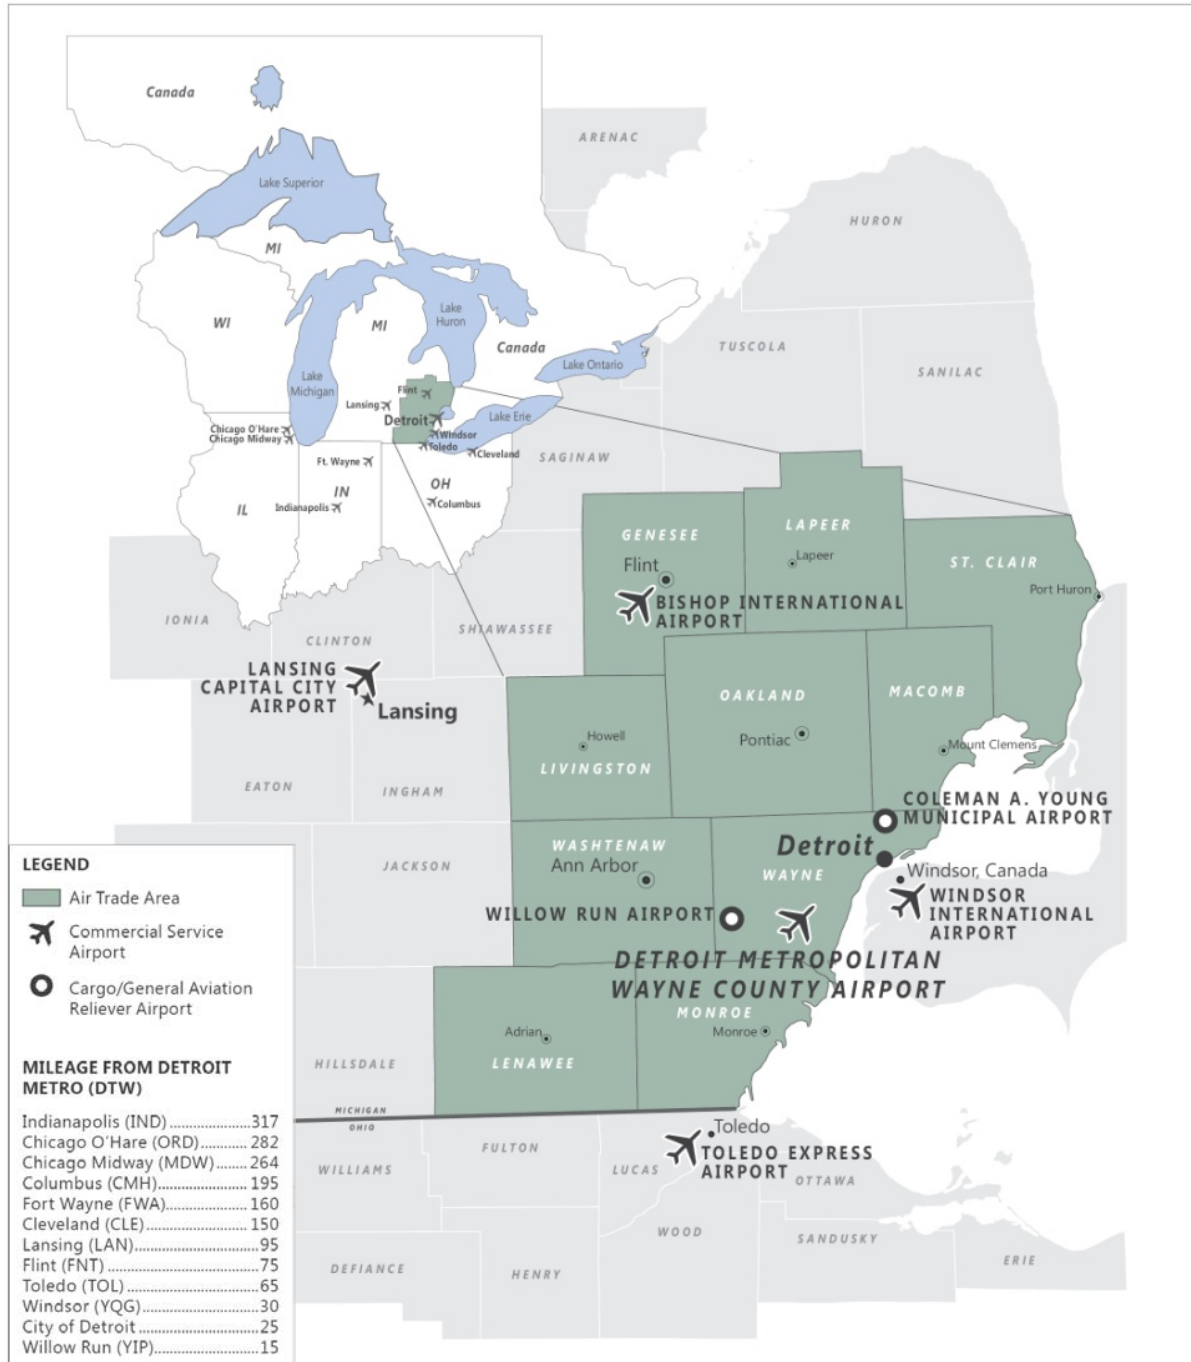 Canada
Lake Superior
MI
WI
MI
Lake
Huron
Canada
Lake Ontario
Lake
Michigan
Flint
Lansing
Detroit
Lake Erie
Chicago O'Hare
Chicago Midway
Windsor
Toledo
Cleveland
Ft. Wayne
IN
OH
IL
Indianapolis
Columbus
ARENAC
HURON
TUSCOLA
SANILAC
SAGINAW
GENESEE
LAPEER
Flint
Lapeer
ST. CLAIR
Port Huron
BISHOP INTERNATIONAL
AIRPORT
IONIA
CLINTON
SHIAWASSEE
LANSING
CAPITAL CITY
AIRPORT
Lansing
OAKLAND
MACOMB
Howell
Pontiac
Mount Clemens
LIVINGSTON
EATON
INGHAM
COLEMAN A. YOUNG
MUNICIPAL AIRPORT
WASHTENAW
Detroit
JACKSON
Ann Arbor
WAYNE
Windsor, Canada
WILLOW RUN AIRPORT
WINDSOR
INTERNATIONAL
AIRPORT
DETROIT METROPOLITAN
WAYNE COUNTY AIRPORT
MONROE
Adrian
Monroe
HILLSDALE
LENAWEE
MICHIGAN
OHIO
Toledo
FULTON
TOLEDO EXPRESS
AIRPORT
WILLIAMS
LUCAS
OTTAWA
WOOD
SANDUSKY
ERIE
DEFIANCE
HENRY
LEGEND
Air Trade Area
Commercial Service
Airport
Cargo/General Aviation
Reliever Airport
MILEAGE FROM DETROIT
METRO (DTW)
Indianapolis (IND).....................317
Chicago O'Hare (ORD)............282
Chicago Midway (MDW)........264
Columbus (CMH).......................195
Fort Wayne (FWA).....................160
Cleveland (CLE)..........................150
Lansing (LAN)...............................95
Flint (FNT).....................................75
Toledo (TOL).................................65
Windsor (YQG).............................30
City of Detroit..............................25
Willow Run (YIP)..........................15